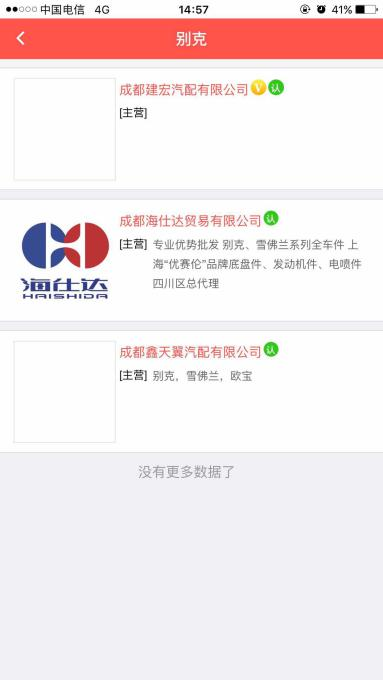 中国电信 4G 14:57 41%
别克
成都建宏汽配有限公司 V 认
[主营]
成都海仕达贸易有限公司 认
[主营] 专业优势批发 别克、雪佛兰系列全车件 上
海“优赛伦”品牌底盘件、发动机件、电喷件
四川区总代理
海仕达
HAISHIDA
成都鑫天翼汽配有限公司 认
[主营] 别克，雪佛兰，欧宝
没有更多数据了